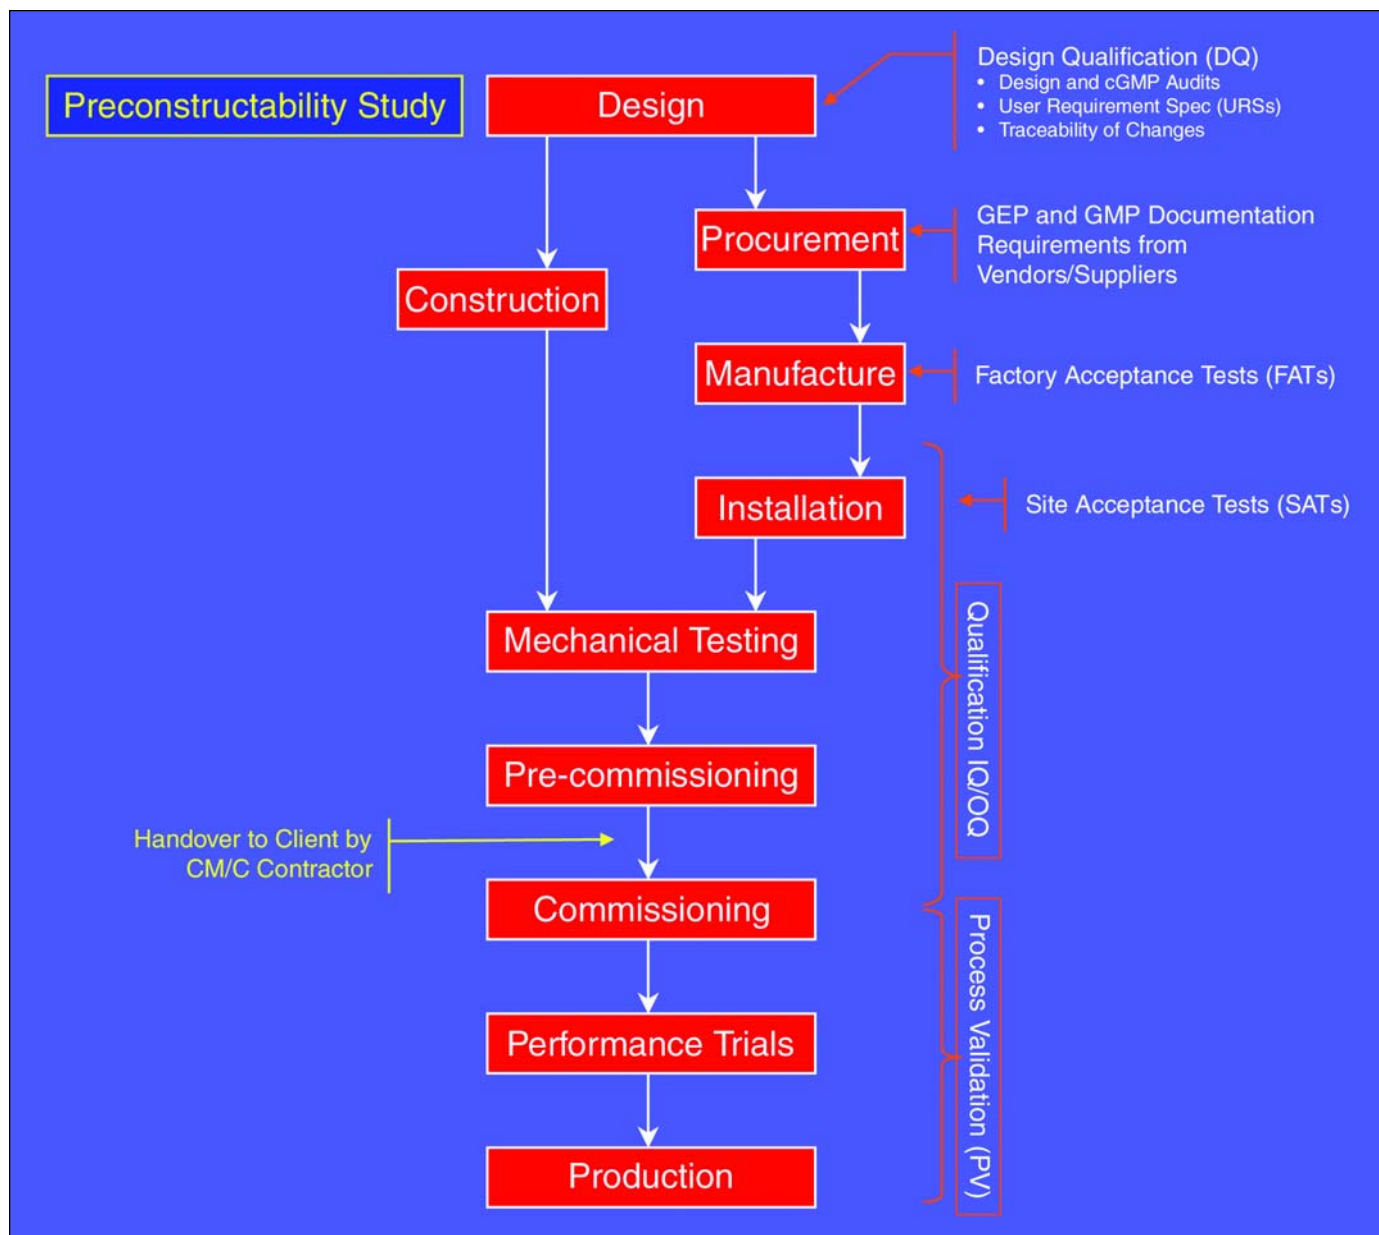 Preconstructability Study
Design
Design Qualification (DQ)
• Design and cGMP Audits
• User Requirement Spec (URSs)
• Traceability of Changes
Procurement
GEP and GMP Documentation
Requirements from
Vendors/Suppliers
Construction
Manufacture
Factory Acceptance Tests (FATs)
Installation
Site Acceptance Tests (SATs)
Mechanical Testing
Qualification IQ/OQ
Pre-commissioning
Handover to Client by
CM/C Contractor
Commissioning
Process Validation (PV)
Performance Trials
Production